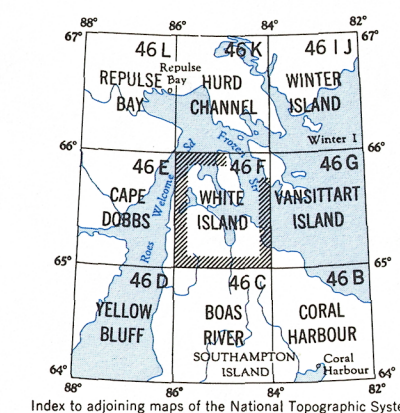 88° 86° 84° 82°
67° 67°
46 L 46 K 46 I J
Repulse
Bay
REPULSE
BAY
HURD
CHANNEL
WINTER
ISLAND
Winter I
Frozen
Str
Sd
66° 66°
46 E 46 F 46 G
CAPE
DOBBS
Roes Welcome
WHITE
ISLAND
VANSITTART
ISLAND
65° 65°
46 D 46 C 46 B
YELLOW
BLUFF
BOAS
RIVER
CORAL
HARBOUR
SOUTHAMPTON
ISLAND
Coral
Harbour
64° 64°
88° 86° 84° 82°
Index to adjoining maps of the National Topographic Syste